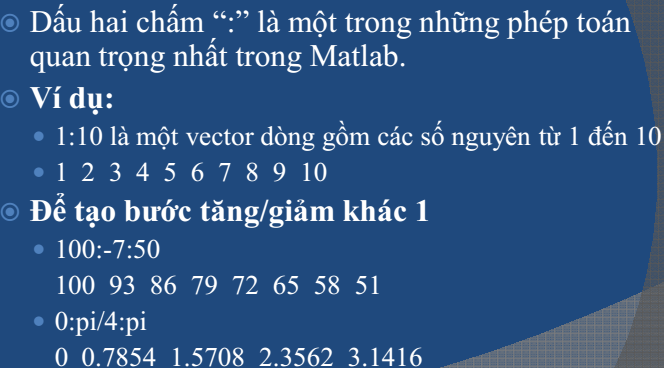 Dấu hai chấm “:” là một trong những phép toán
quan trọng nhất trong Matlab.
Ví dụ:
1:10 là một vector dòng gồm các số nguyên từ 1 đến 10
1 2 3 4 5 6 7 8 9 10
Để tạo bước tăng/giảm khác 1
100:-7:50
100 93 86 79 72 65 58 51
0:pi/4:pi
0 0.7854 1.5708 2.3562 3.1416